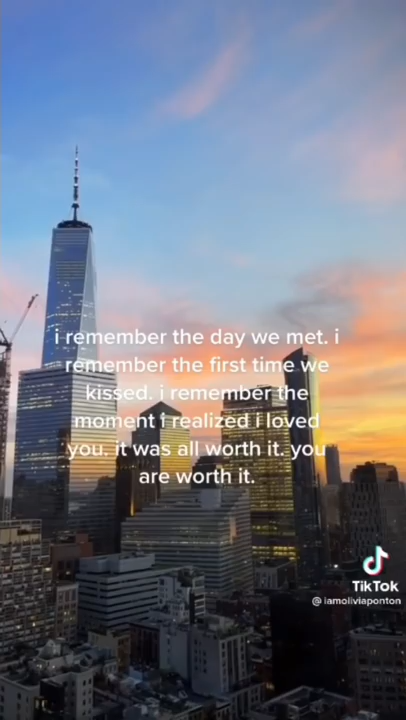 i remember the day we met. i
remember the first time we
kissed. i remember the
moment i realized i loved
you. it was all worth it. you
are worth it.
TikTok
@iamoliviaponton